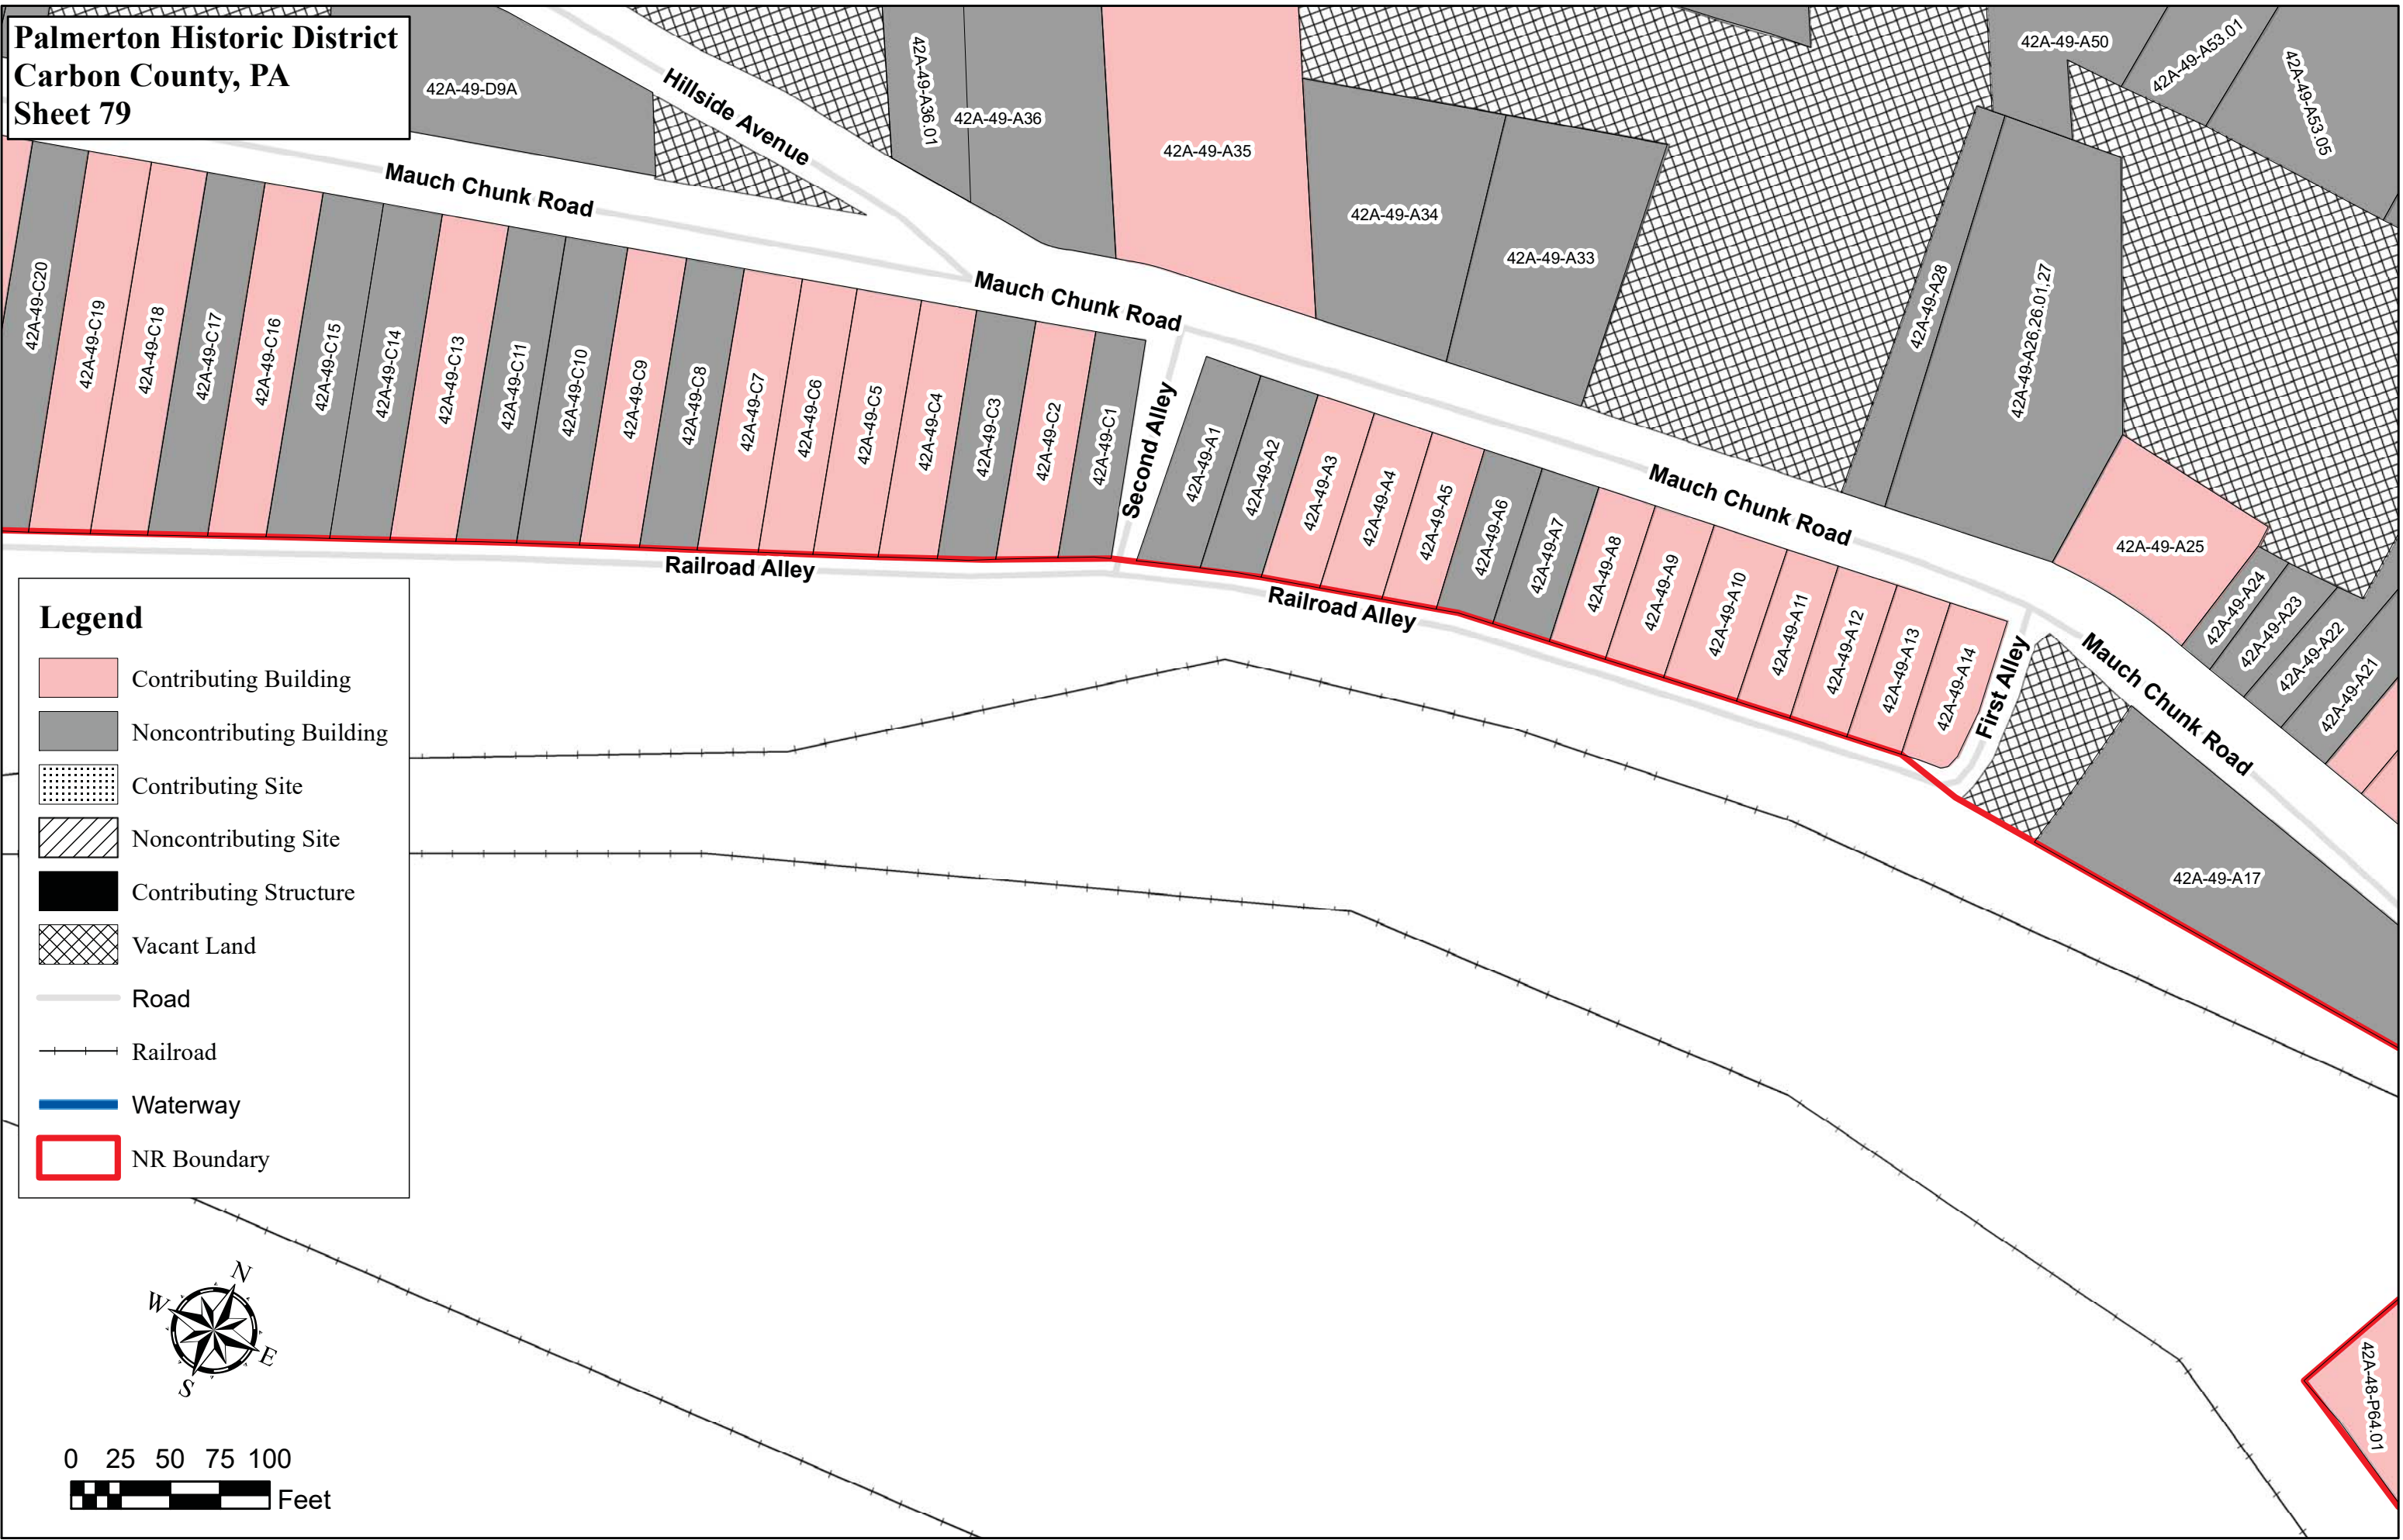 Palmerton Historic District
Carbon County, PA
Sheet 79
42A-49-D9A
Hillside Avenue
42A-49-A36.01
42A-49-A36
42A-49-A35
42A-49-A34
42A-49-A33
42A-49-A50
42A-49-A53.01
42A-49-A53.05
42A-49-A28
42A-49-A26,26.01,27
Mauch Chunk Road
Mauch Chunk Road
Mauch Chunk Road
Mauch Chunk Road
42A-49-C20
42A-49-C19
42A-49-C18
42A-49-C17
42A-49-C16
42A-49-C15
42A-49-C14
42A-49-C13
42A-49-C11
42A-49-C10
42A-49-C9
42A-49-C8
42A-49-C7
42A-49-C6
42A-49-C5
42A-49-C4
42A-49-C3
42A-49-C2
42A-49-C1
Second Alley
42A-49-A1
42A-49-A2
42A-49-A3
42A-49-A4
42A-49-A5
42A-49-A6
42A-49-A7
42A-49-A8
42A-49-A9
42A-49-A10
42A-49-A11
42A-49-A12
42A-49-A13
42A-49-A14
First Alley
42A-49-A25
42A-49-A24
42A-49-A23
42A-49-A22
42A-49-A21
42A-49-A17
Railroad Alley
Railroad Alley
42A-48-P64.01
Legend
Contributing Building
Noncontributing Building
Contributing Site
Noncontributing Site
Contributing Structure
Vacant Land
Road
Railroad
Waterway
NR Boundary
N
W
E
S
0 25 50 75 100
Feet